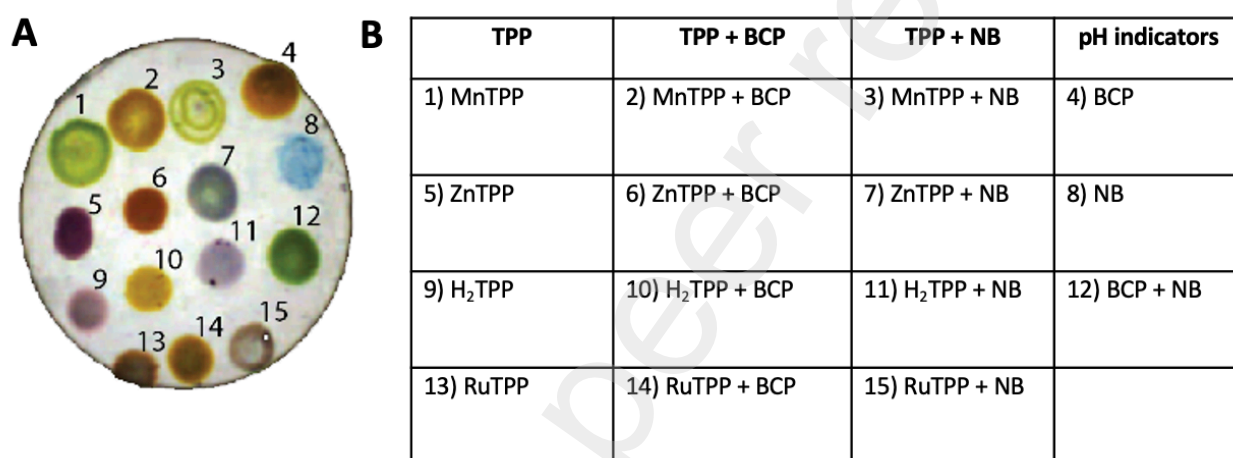 A
1
2
3
4
5
6
7
8
9
10
11
12
13
14
15
B
TPP TPP + BCP TPP + NB pH indicators
1) MnTPP 2) MnTPP + BCP 3) MnTPP + NB 4) BCP
5) ZnTPP 6) ZnTPP + BCP 7) ZnTPP + NB 8) NB
9) H₂TPP 10) H₂TPP + BCP 11) H₂TPP + NB 12) BCP + NB
13) RuTPP 14) RuTPP + BCP 15) RuTPP + NB
peer re